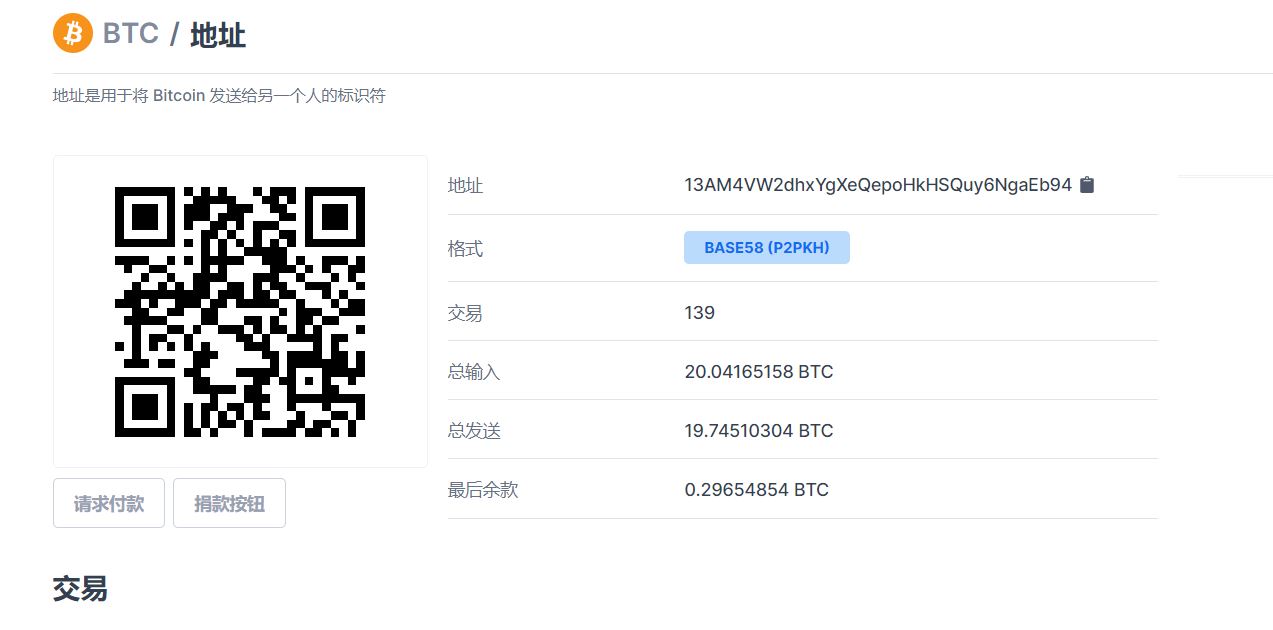 BTC / 地址
地址是用于将 Bitcoin 发送给另一个人的标识符
地址 13AM4VW2dhxYgXeQepoHkHSQuy6NgaEb94
格式 BASE58 (P2PKH)
交易 139
总输入 20.04165158 BTC
总发送 19.74510304 BTC
最后余款 0.29654854 BTC
请求付款 捐款按钮
交易